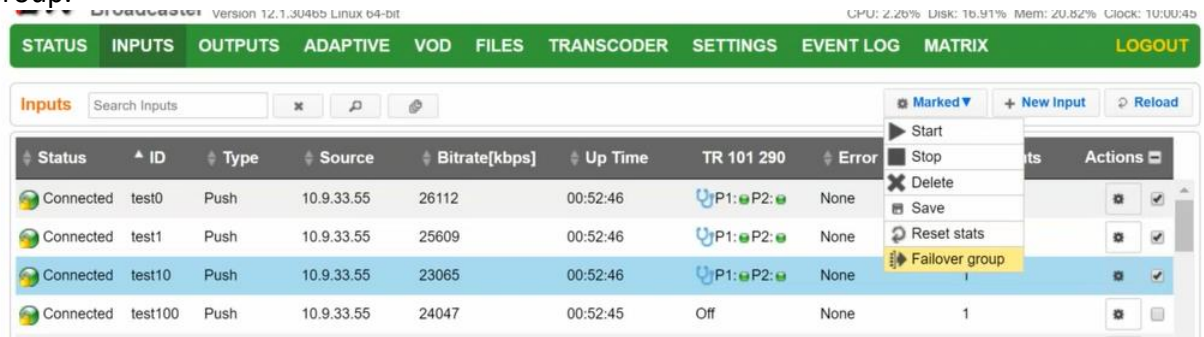 roup.
Broadcaster Version 12.1.30465 Linux 64-bit CPU: 2.26% Disk: 16.91% Mem: 20.82% Clock: 10:00:45
STATUS INPUTS OUTPUTS ADAPTIVE VOD FILES TRANSCODER SETTINGS EVENT LOG MATRIX LOGOUT
Inputs Search Inputs Marked▼ + New Input Reload
Start
Status ID Type Source Bitrate[kbps] Up Time TR 101 290 Error Stop uts Actions
Delete
Connected test0 Push 10.9.33.55 26112 00:52:46 P1: P2: None
Save
Connected test1 Push 10.9.33.55 25609 00:52:46 P1: P2: None Reset stats
Failover group
Connected test10 Push 10.9.33.55 23065 00:52:46 P1: P2: None 1
Connected test100 Push 10.9.33.55 24047 00:52:45 Off None 1